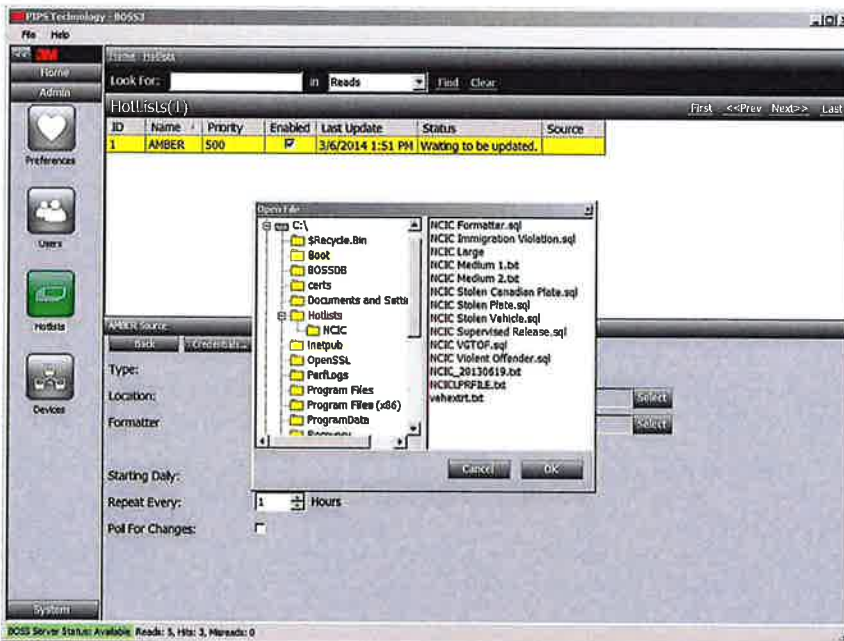 PIPS Technology - BOSS3
File Help
3M
Home Hotlists
Home
Look For: in Reads Find Clear
Admin
HotLists(1) First <<Prev Next>> Last
ID Name Priority Enabled Last Update Status Source
1 AMBER 500 3/6/2014 1:51 PM Waiting to be updated.
Preferences
Users
Hotlists
Devices
Open File
C:\
$Recycle.Bin
Boot
BOSSDB
certs
Documents and Settin
Hotlists
NCIC
Inetpub
OpenSSL
PerfLogs
Program Files
Program Files (x86)
ProgramData
Recovery
NCIC Formatter.sql
NCIC Immigration Violation.sql
NCIC Large
NCIC Medium 1.txt
NCIC Medium 2.txt
NCIC Stolen Canadian Plate.sql
NCIC Stolen Plate.sql
NCIC Stolen Vehicle.sql
NCIC Supervised Release.sql
NCIC VGTOF.sql
NCIC Violent Offender.sql
NCIC_20130619.txt
NCICLPRFILE.txt
vehextrt.txt
Cancel OK
AMBER Source
Back Credentials...
Type:
Location: Select
Formatter Select
Starting Daily:
Repeat Every: 1 Hours
Poll For Changes:
System
BOSS Server Status: Available Reads: 5, Hits: 3, Misreads: 0